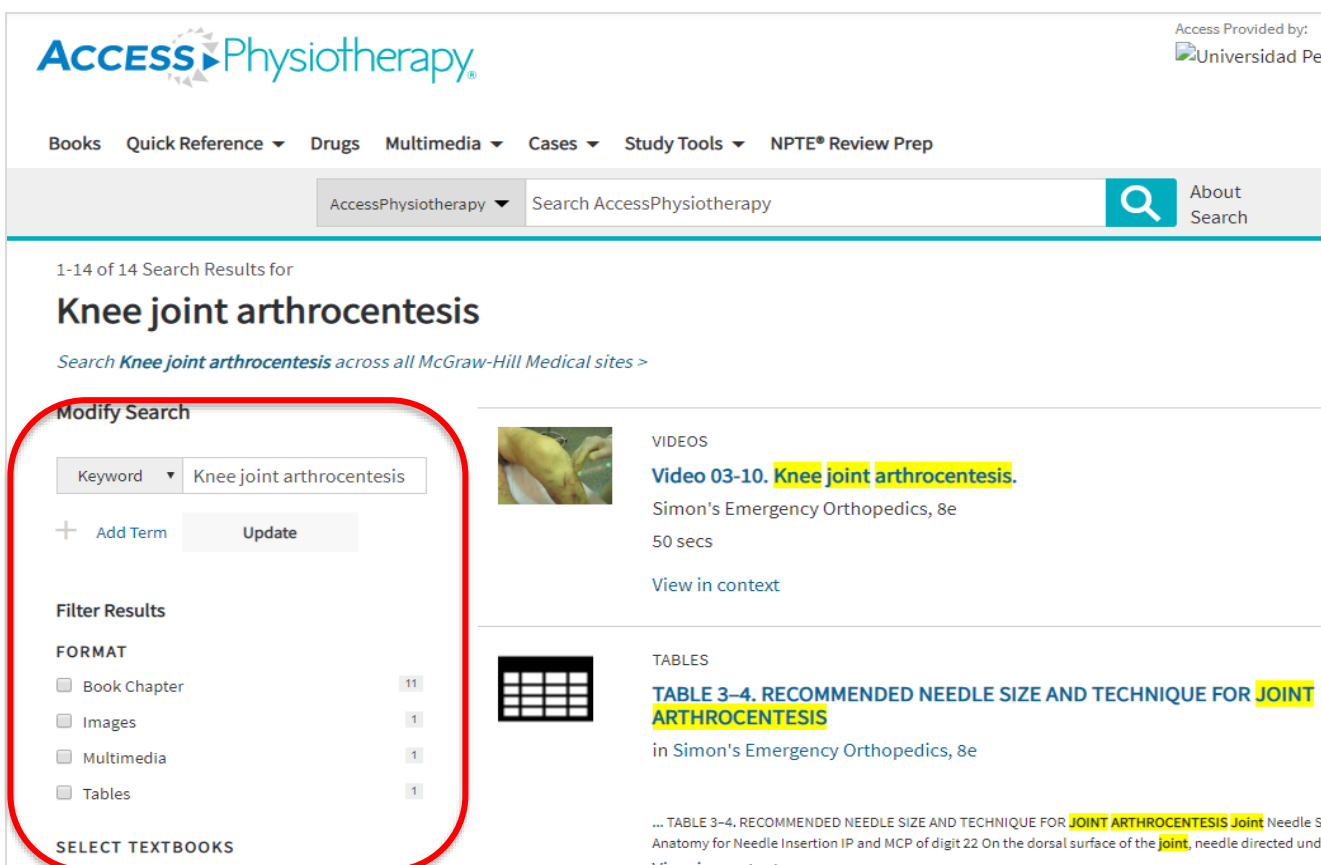 Access Provided by:
ACCESS Physiotherapy®
Universidad Pe
Books Quick Reference Drugs Multimedia Cases Study Tools NPTE® Review Prep
AccessPhysiotherapy Search AccessPhysiotherapy About
Search
1-14 of 14 Search Results for
Knee joint arthrocentesis
Search Knee joint arthrocentesis across all McGraw-Hill Medical sites >
Modify Search
Keyword Knee joint arthrocentesis
Add Term Update
Filter Results
FORMAT
Book Chapter 11
Images 1
Multimedia 1
Tables 1
SELECT TEXTBOOKS
VIDEOS
Video 03-10. Knee joint arthrocentesis.
Simon's Emergency Orthopedics, 8e
50 secs
View in context
TABLES
TABLE 3–4. RECOMMENDED NEEDLE SIZE AND TECHNIQUE FOR JOINT
ARTHROCENTESIS
in Simon's Emergency Orthopedics, 8e
... TABLE 3–4. RECOMMENDED NEEDLE SIZE AND TECHNIQUE FOR JOINT ARTHROCENTESIS Joint Needle S
Anatomy for Needle Insertion IP and MCP of digit 22 On the dorsal surface of the joint, needle directed und